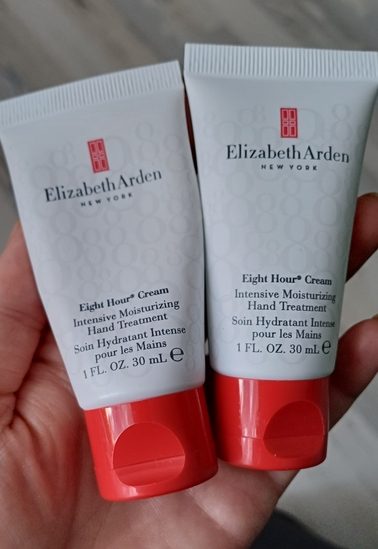 ElizabethArden
NEW YORK
Eight Hour® Cream
Intensive Moisturizing
Hand Treatment
Soin Hydratant Intense
pour les Mains
1 FL. OZ. 30 mL ℮
ElizabethArden
NEW YORK
Eight Hour® Cream
Intensive Moisturizing
Hand Treatment
Soin Hydratant Intense
pour les Mains
1 FL. OZ. 30 mL ℮